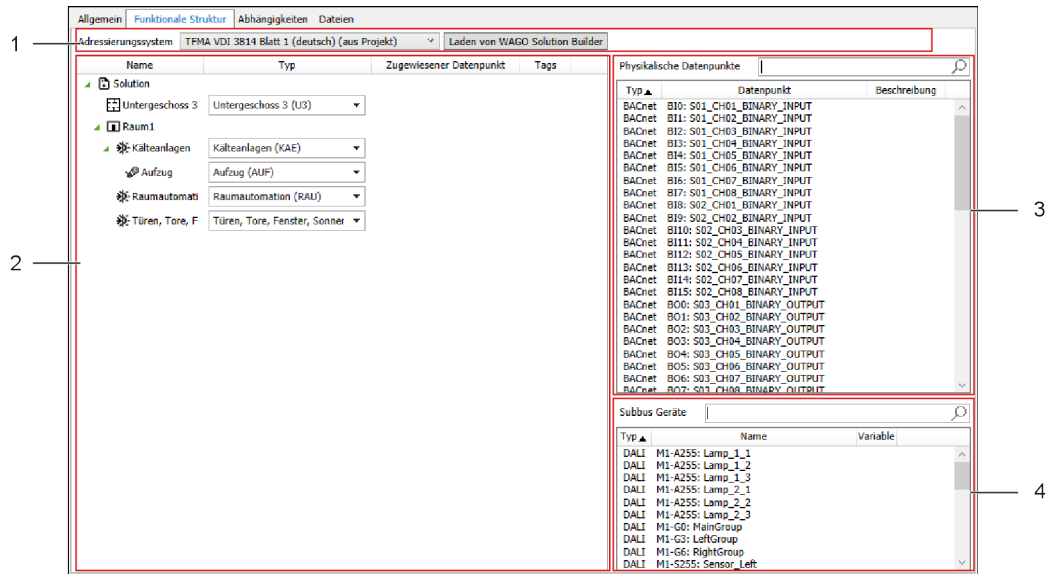 Allgemein Funktionale Struktur Abhängigkeiten Dateien
1
Adressierungssystem TFMA VDI 3814 Blatt 1 (deutsch) (aus Projekt) Laden von WAGO Solution Builder
2
Name Typ Zugewiesener Datenpunkt Tags
Solution
Untergeschoss 3 Untergeschoss 3 (U3)
Raum1
Kälteanlagen Kälteanlagen (KAE)
Aufzug Aufzug (AUF)
Raumautomati Raumautomation (RAU)
Türen, Tore, F Türen, Tore, Fenster, Sonner
3
Physikalische Datenpunkte
Typ Datenpunkt Beschreibung
BACnet BI0: S01_CH01_BINARY_INPUT
BACnet BI1: S01_CH02_BINARY_INPUT
BACnet BI2: S01_CH03_BINARY_INPUT
BACnet BI3: S01_CH04_BINARY_INPUT
BACnet BI4: S01_CH05_BINARY_INPUT
BACnet BI5: S01_CH06_BINARY_INPUT
BACnet BI6: S01_CH07_BINARY_INPUT
BACnet BI7: S01_CH08_BINARY_INPUT
BACnet BI8: S02_CH01_BINARY_INPUT
BACnet BI9: S02_CH02_BINARY_INPUT
BACnet BI10: S02_CH03_BINARY_INPUT
BACnet BI11: S02_CH04_BINARY_INPUT
BACnet BI12: S02_CH05_BINARY_INPUT
BACnet BI13: S02_CH06_BINARY_INPUT
BACnet BI14: S02_CH07_BINARY_INPUT
BACnet BI15: S02_CH08_BINARY_INPUT
BACnet BO0: S03_CH01_BINARY_OUTPUT
BACnet BO1: S03_CH02_BINARY_OUTPUT
BACnet BO2: S03_CH03_BINARY_OUTPUT
BACnet BO3: S03_CH04_BINARY_OUTPUT
BACnet BO4: S03_CH05_BINARY_OUTPUT
BACnet BO5: S03_CH06_BINARY_OUTPUT
BACnet BO6: S03_CH07_BINARY_OUTPUT
BACnet BO7: S03_CH08_BINARY_OUTPUT
4
Subbus Geräte
Typ Name Variable
DALI M1-A255: Lamp_1_1
DALI M1-A255: Lamp_1_2
DALI M1-A255: Lamp_1_3
DALI M1-A255: Lamp_2_1
DALI M1-A255: Lamp_2_2
DALI M1-A255: Lamp_2_3
DALI M1-G0: MainGroup
DALI M1-G3: LeftGroup
DALI M1-G6: RightGroup
DALI M1-S255: Sensor_Left